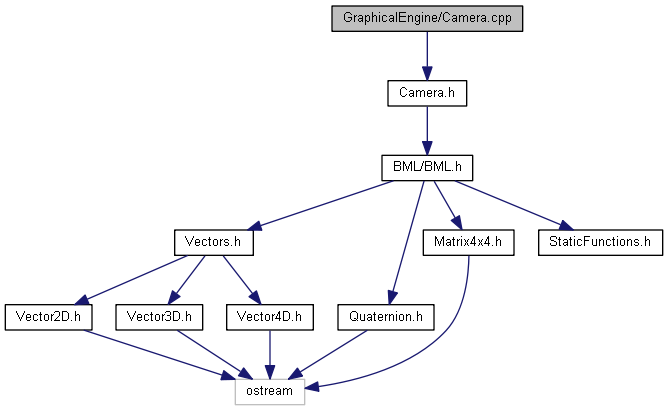 GraphicalEngine/Camera.cpp
Camera.h
BML/BML.h
Vectors.h
Matrix4x4.h
StaticFunctions.h
Vector2D.h
Vector3D.h
Vector4D.h
Quaternion.h
ostream